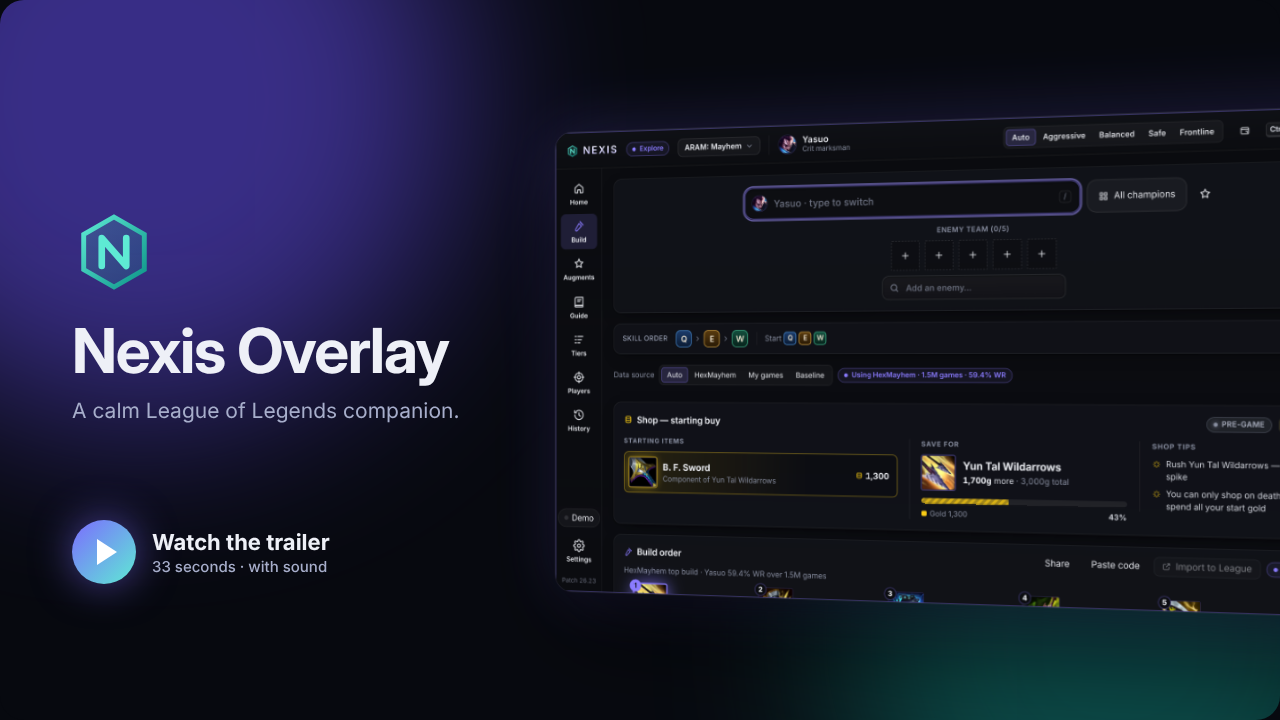 Nexis Overlay
A calm League of Legends companion.
Watch the trailer
33 seconds · with sound
NEXIS
Explore
ARAM: Mayhem
Yasuo
Crit marksman
Auto
Aggressive
Balanced
Safe
Frontline
Home
Build
Augments
Guide
Tiers
Players
History
Demo
Settings
Patch 26.23
Yasuo · type to switch
/
All champions
ENEMY TEAM (0/5)
+ + + + +
Add an enemy...
SKILL ORDER Q › E › W Start Q E W
Data source Auto HexMayhem My games Baseline Using HexMayhem · 1.5M games · 59.4% WR
Shop — starting buy
PRE-GAME
STARTING ITEMS
B. F. Sword
Component of Yun Tal Wildarrows
1,300
SAVE FOR
Yun Tal Wildarrows
1,700g more · 3,000g total
Gold 1,300
43%
SHOP TIPS
Rush Yun Tal Wildarrows —
spike
You can only shop on death
spend all your start gold
Build order
HexMayhem top build · Yasuo 59.4% WR over 1.5M games
Share
Paste code
Import to League
1 2 3 4 5